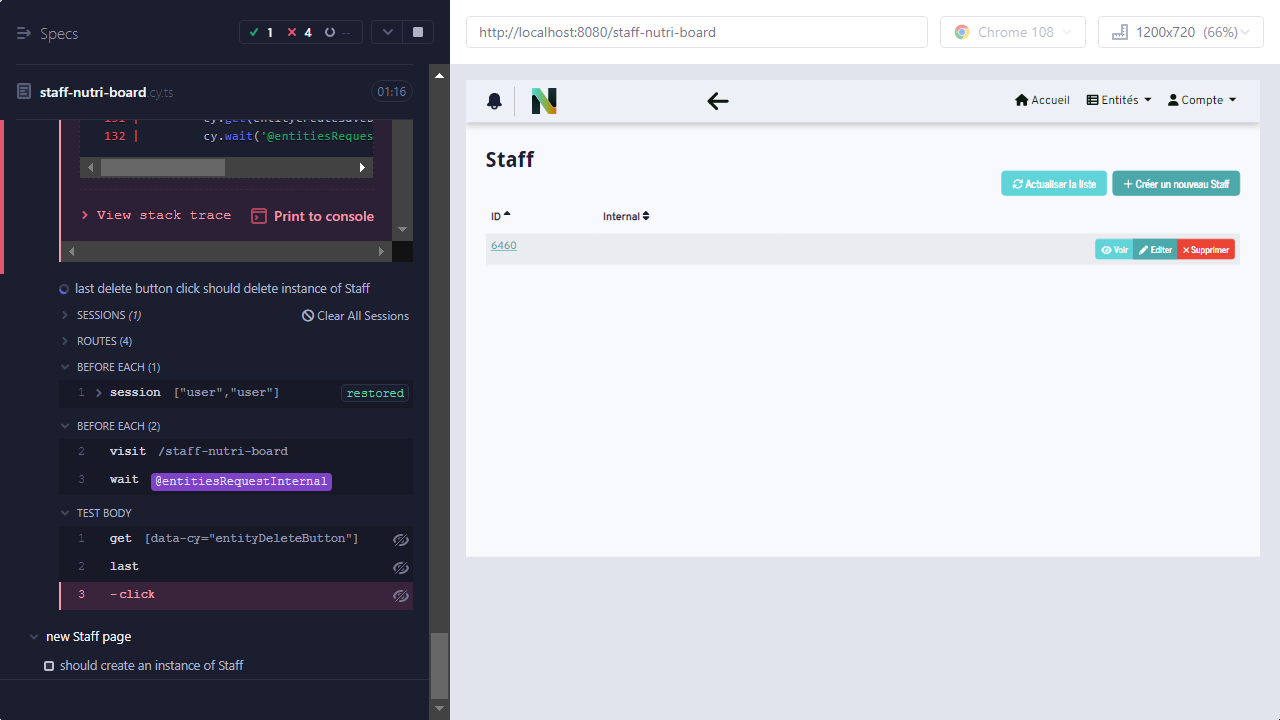 Specs
1
4
--
staff-nutri-board.cy.ts
01:16
131 | cy.get(entityCreateSaveB
132 | cy.wait('@entitiesReques
View stack trace
Print to console
last delete button click should delete instance of Staff
SESSIONS (1)
Clear All Sessions
ROUTES (4)
BEFORE EACH (1)
1 session ["user","user"] restored
BEFORE EACH (2)
2 visit /staff-nutri-board
3 wait @entitiesRequestInternal
TEST BODY
1 get [data-cy="entityDeleteButton"]
2 last
3 -click
new Staff page
should create an instance of Staff
http://localhost:8080/staff-nutri-board
Chrome 108
1200x720 (66%)
N
Accueil
Entités
Compte
Staff
Actualiser la liste
Créer un nouveau Staff
ID
Internal
6460
Voir
Editer
Supprimer